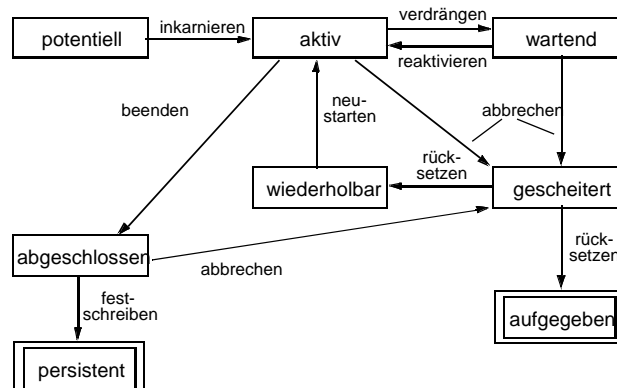 potentiell
inkarnieren
aktiv
verdrängen
reaktivieren
wartend
beenden
neu-
starten
abbrechen
wiederholbar
rück-
setzen
gescheitert
abgeschlossen
abbrechen
rück-
setzen
fest-
schreiben
aufgegeben
persistent